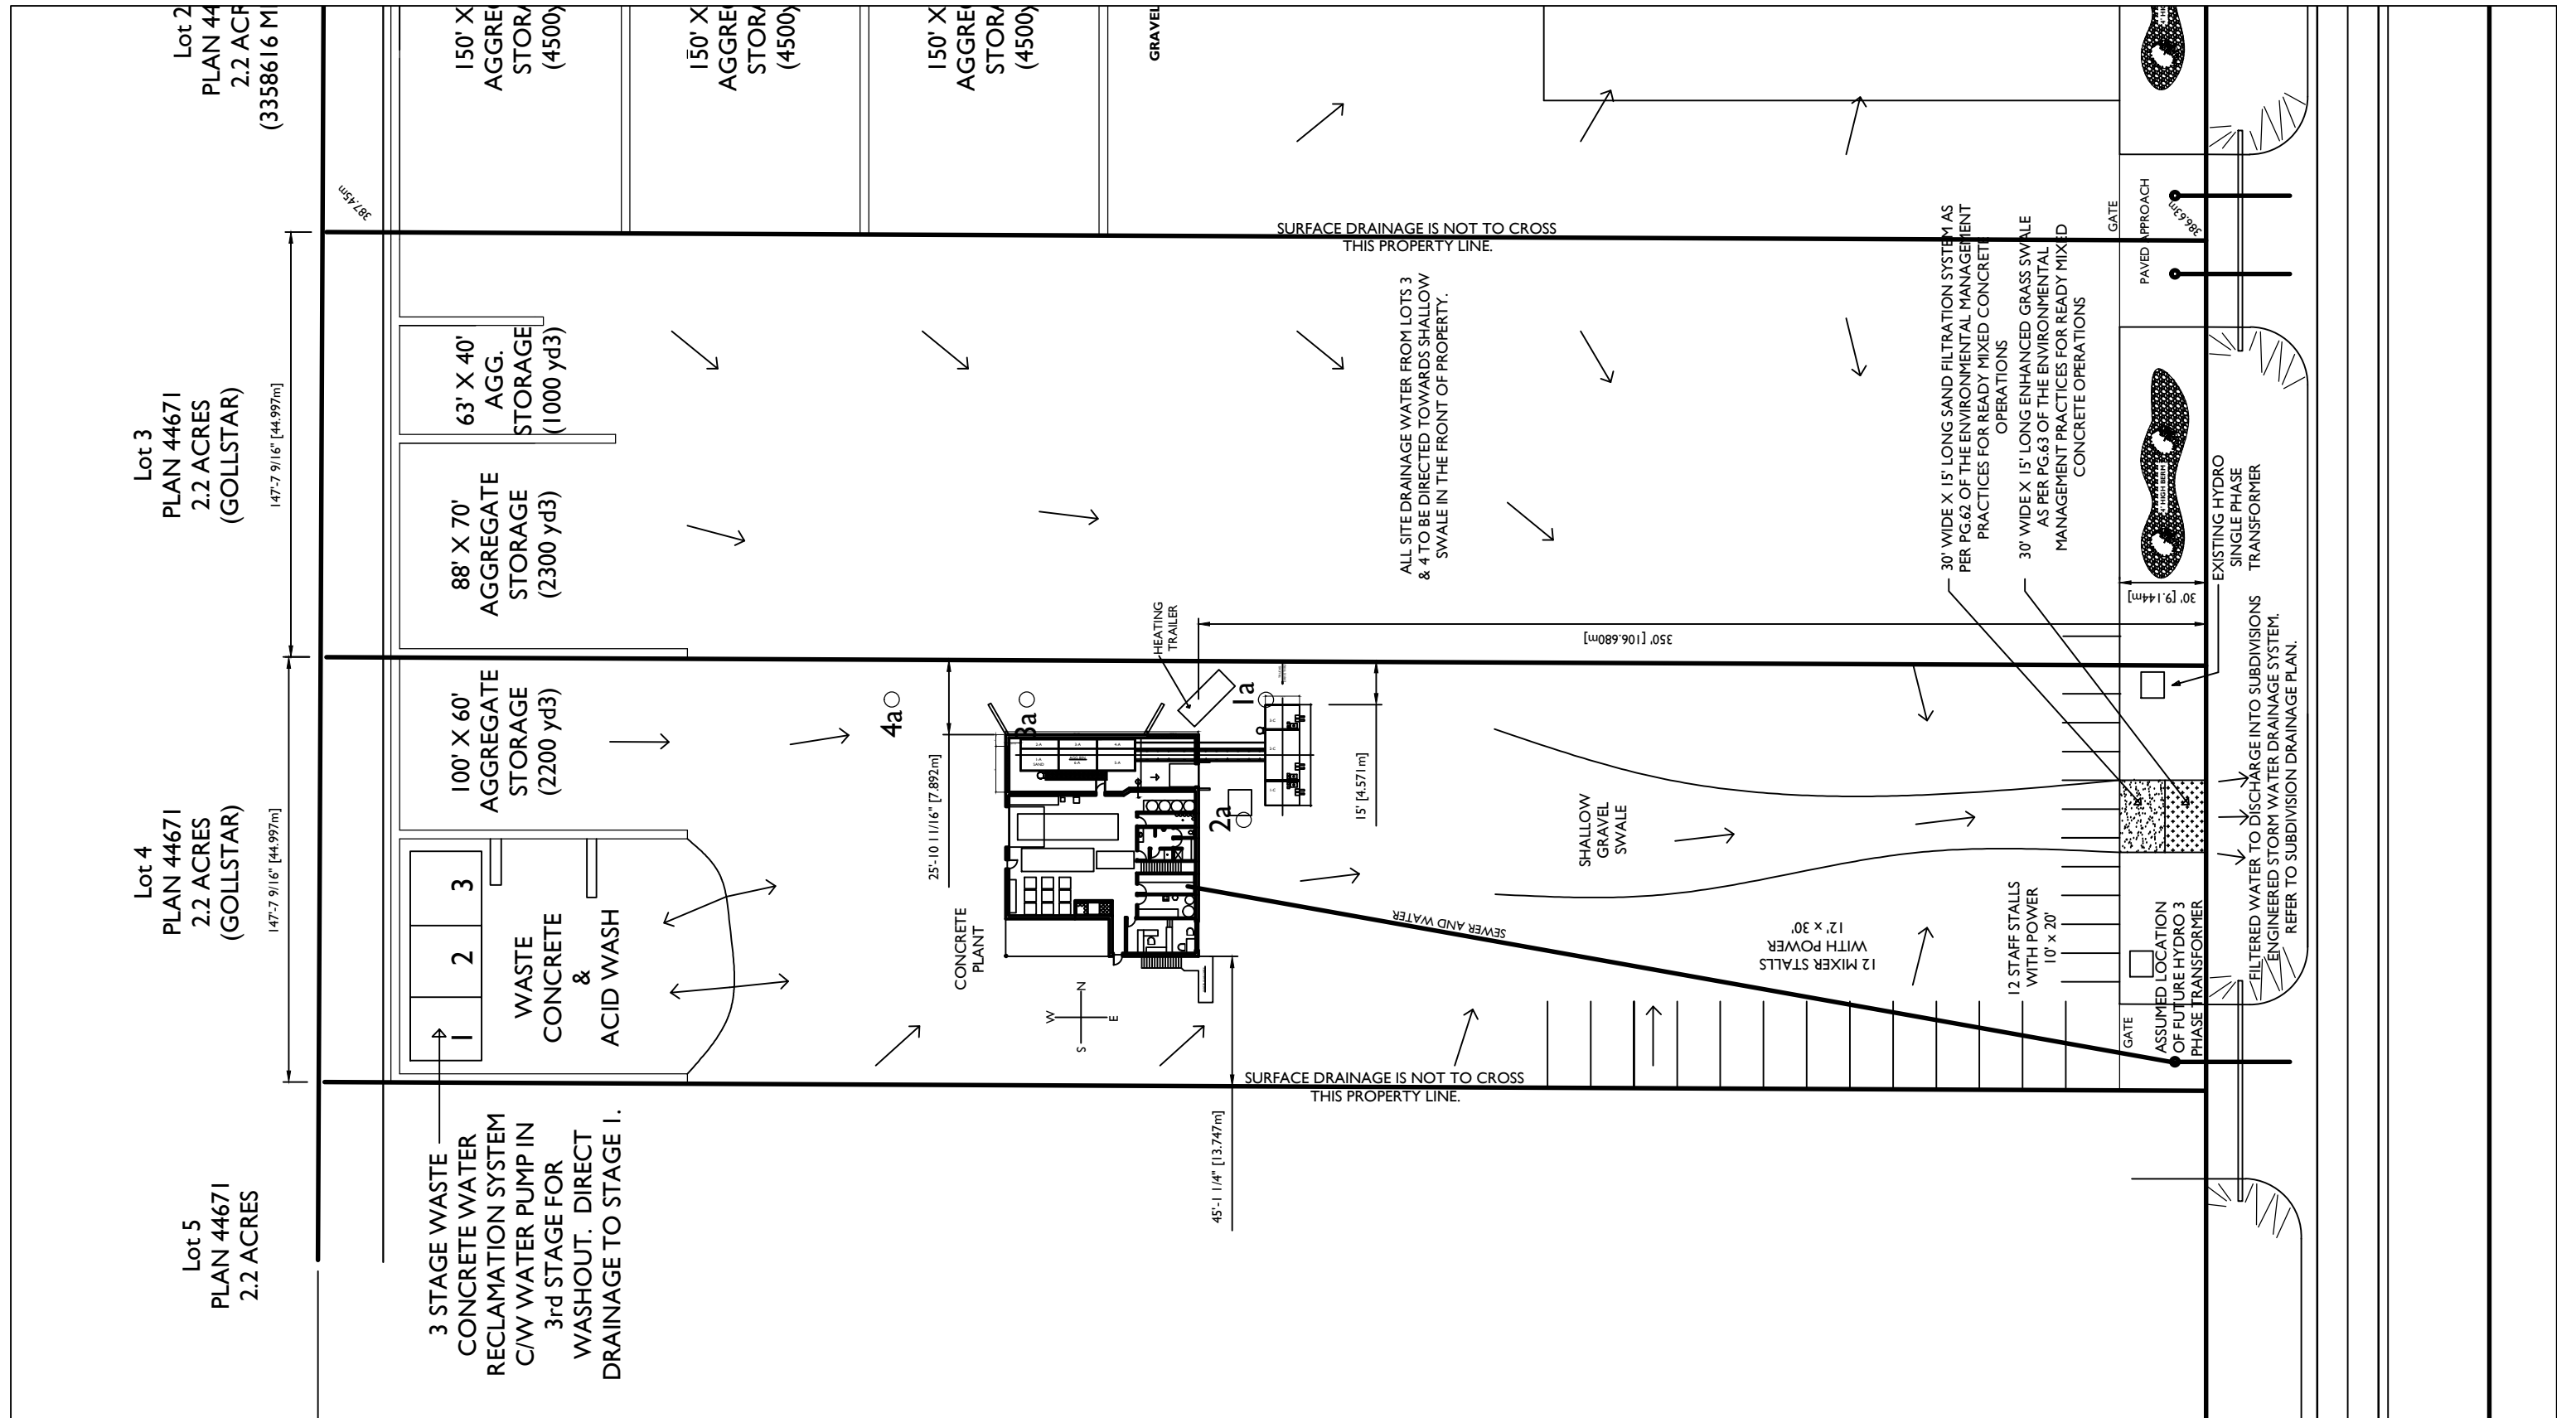 Lot 2
PLAN 44
2.2 ACR
(3358616 M
150' X
AGGRE
STORA
(4500y
150' X
AGGRE
STORA
(4500y
150' X
AGGRE
STORA
(4500y
GRAVEL
387.45m
Lot 3
PLAN 44671
2.2 ACRES
(GOLLSTAR)
147'-7 9/16" [44.997m]
63' X 40'
AGG.
STORAGE
(1000 yd3)
88' X 70'
AGGREGATE
STORAGE
(2300 yd3)
SURFACE DRAINAGE IS NOT TO CROSS
THIS PROPERTY LINE.
ALL SITE DRAINAGE WATER FROM LOTS 3
& 4 TO BE DIRECTED TOWARDS SHALLOW
SWALE IN THE FRONT OF PROPERTY.
30' WIDE X 15' LONG SAND FILTRATION SYSTEM AS
PER PG.62 OF THE ENVIRONMENTAL MANAGEMENT
PRACTICES FOR READY MIXED CONCRETE
OPERATIONS
30' WIDE X 15' LONG ENHANCED GRASS SWALE
AS PER PG.63 OF THE ENVIRONMENTAL
MANAGEMENT PRACTICES FOR READY MIXED
CONCRETE OPERATIONS
GATE
PAVED APPROACH
386.63m
4' HIGH BERM
30' [9.144m]
EXISTING HYDRO
SINGLE PHASE
TRANSFORMER
350' [106.680m]
HEATING
TRAILER
Lot 4
PLAN 44671
2.2 ACRES
(GOLLSTAR)
147'-7 9/16" [44.997m]
100' X 60'
AGGREGATE
STORAGE
(2200 yd3)
4a
3a
1a
2a
25'-10 11/16" [7.892m]
15' [4.571m]
CONCRETE
PLANT
1 2 3
WASTE
CONCRETE
&
ACID WASH
N
W
E
S
SHALLOW
GRAVEL
SWALE
SEWER AND WATER
12 MIXER STALLS
WITH POWER
12' x 30'
12 STAFF STALLS
WITH POWER
10' x 20'
GATE
ASSUMED LOCATION
OF FUTURE HYDRO 3
PHASE TRANSFORMER
FILTERED WATER TO DISCHARGE INTO SUBDIVISIONS
ENGINEERED STORM WATER DRAINAGE SYSTEM.
REFER TO SUBDIVISION DRAINAGE PLAN.
SURFACE DRAINAGE IS NOT TO CROSS
THIS PROPERTY LINE.
45'-1 1/4" [13.747m]
Lot 5
PLAN 44671
2.2 ACRES
3 STAGE WASTE
CONCRETE WATER
RECLAMATION SYSTEM
C/W WATER PUMP IN
3rd STAGE FOR
WASHOUT. DIRECT
DRAINAGE TO STAGE 1.